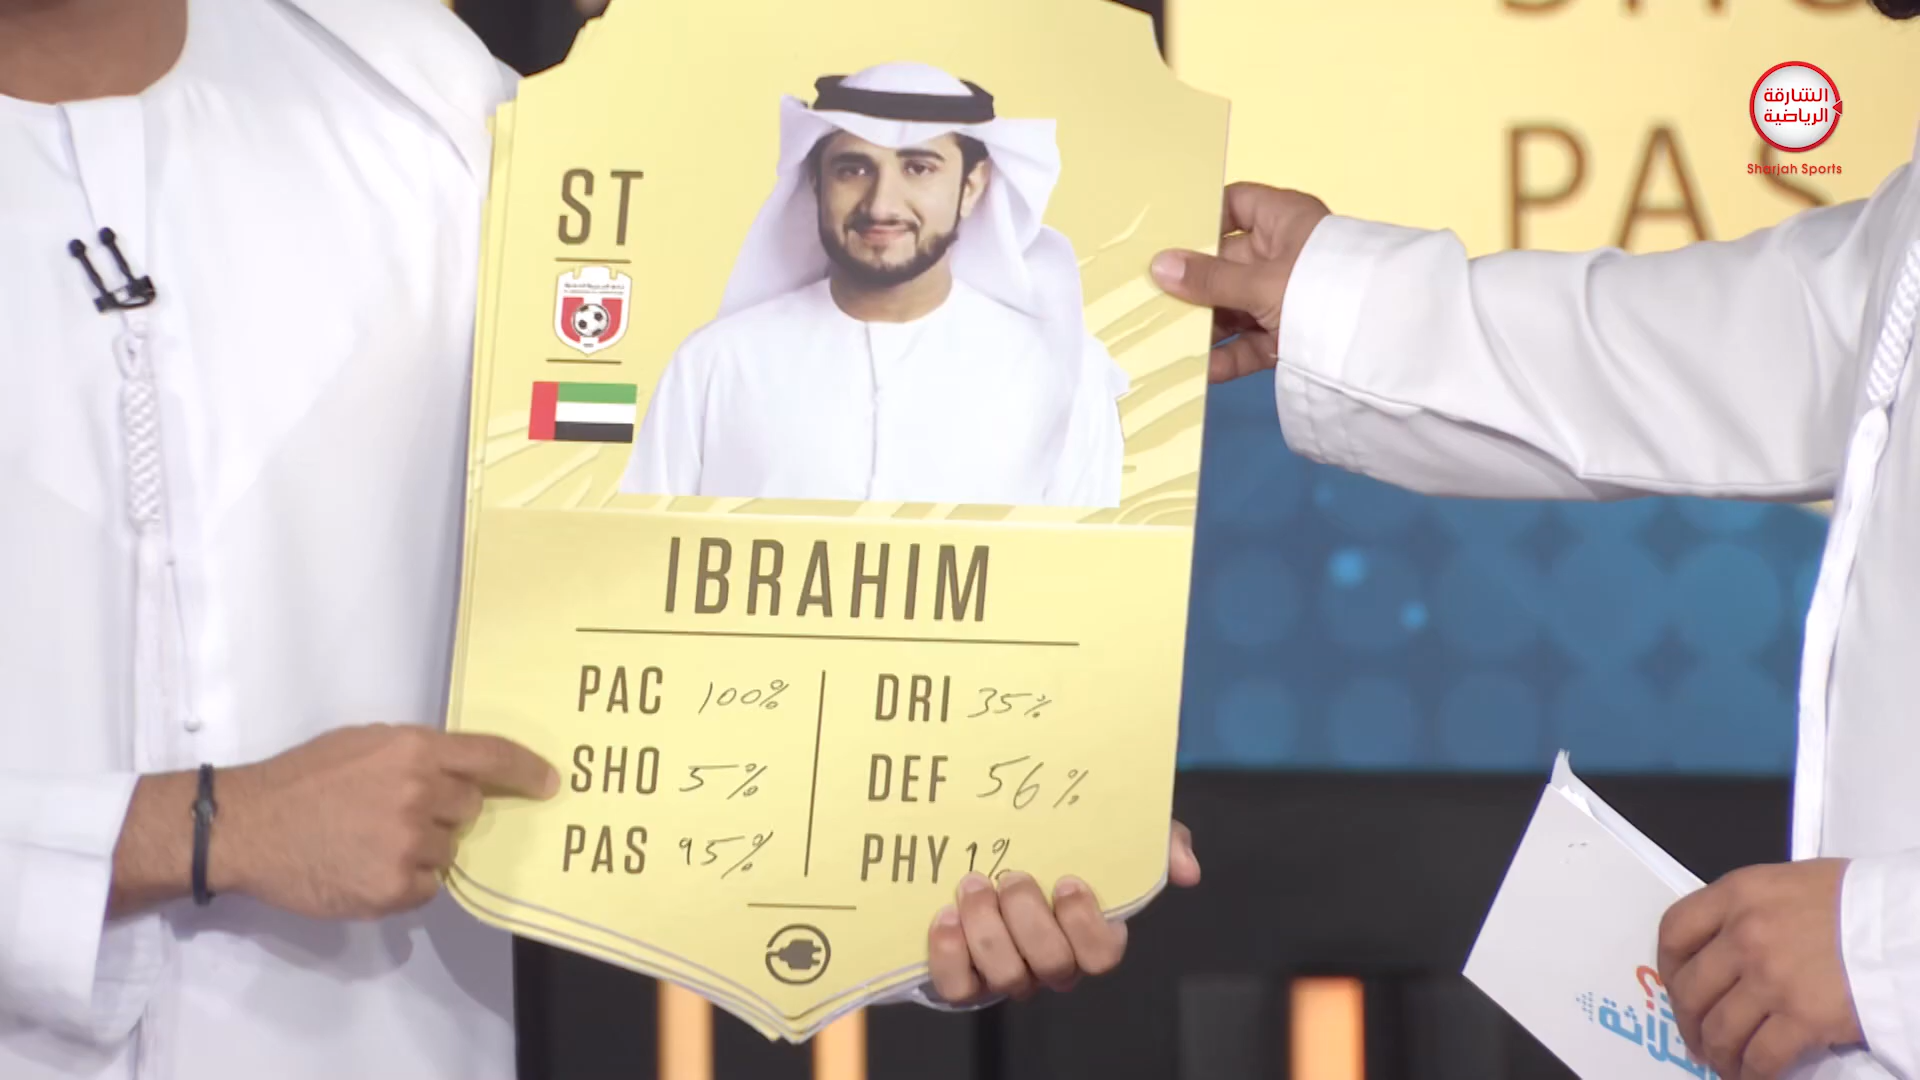 SHO
PAS
الشارقة
الرياضية
Sharjah Sports
ST
IBRAHIM
PAC 100%
SHO 5%
PAS 95%
DRI 35%
DEF 56%
PHY 1%